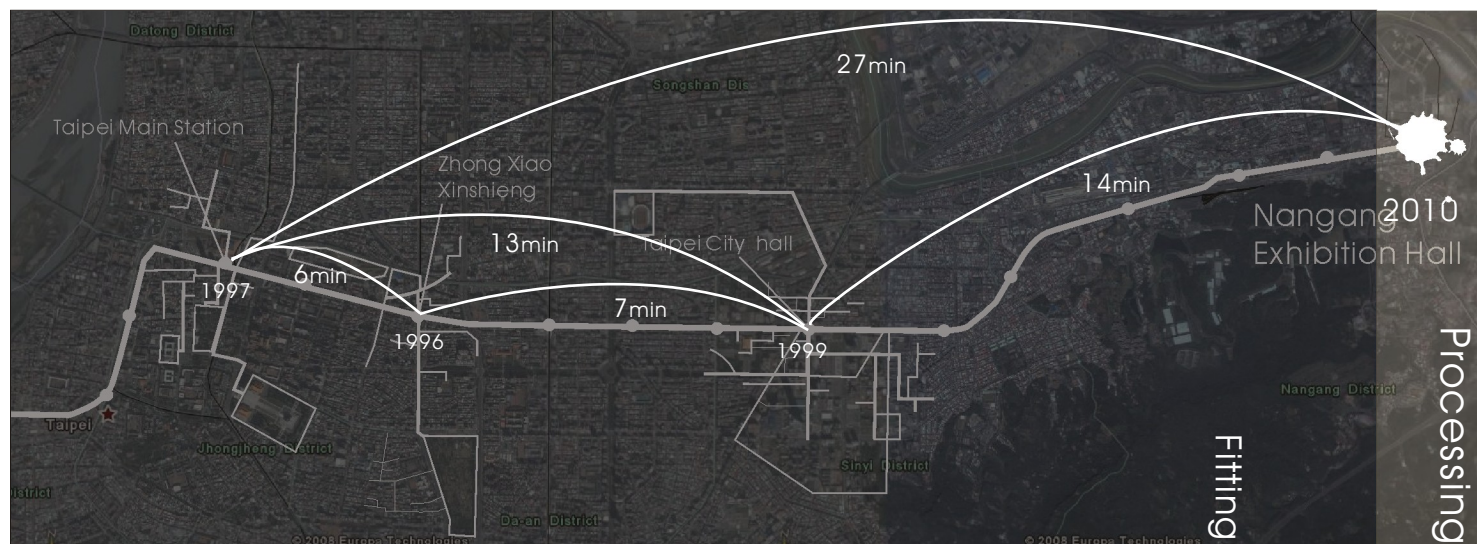 Datong District
27min
Songshan Dis
Taipei Main Station
Zhong Xiao
Xinshieng
14min
Nangang
2010
Exhibition Hall
13min
Taipei City hall
6min
1997
7min
1996
1999
Processing
Nangang District
Taipei
Jhongjheng District
Fitting
Sinyi District
istrict
Da-an District
© 2008 Europa Technologies
© 2008 Europa Technologies